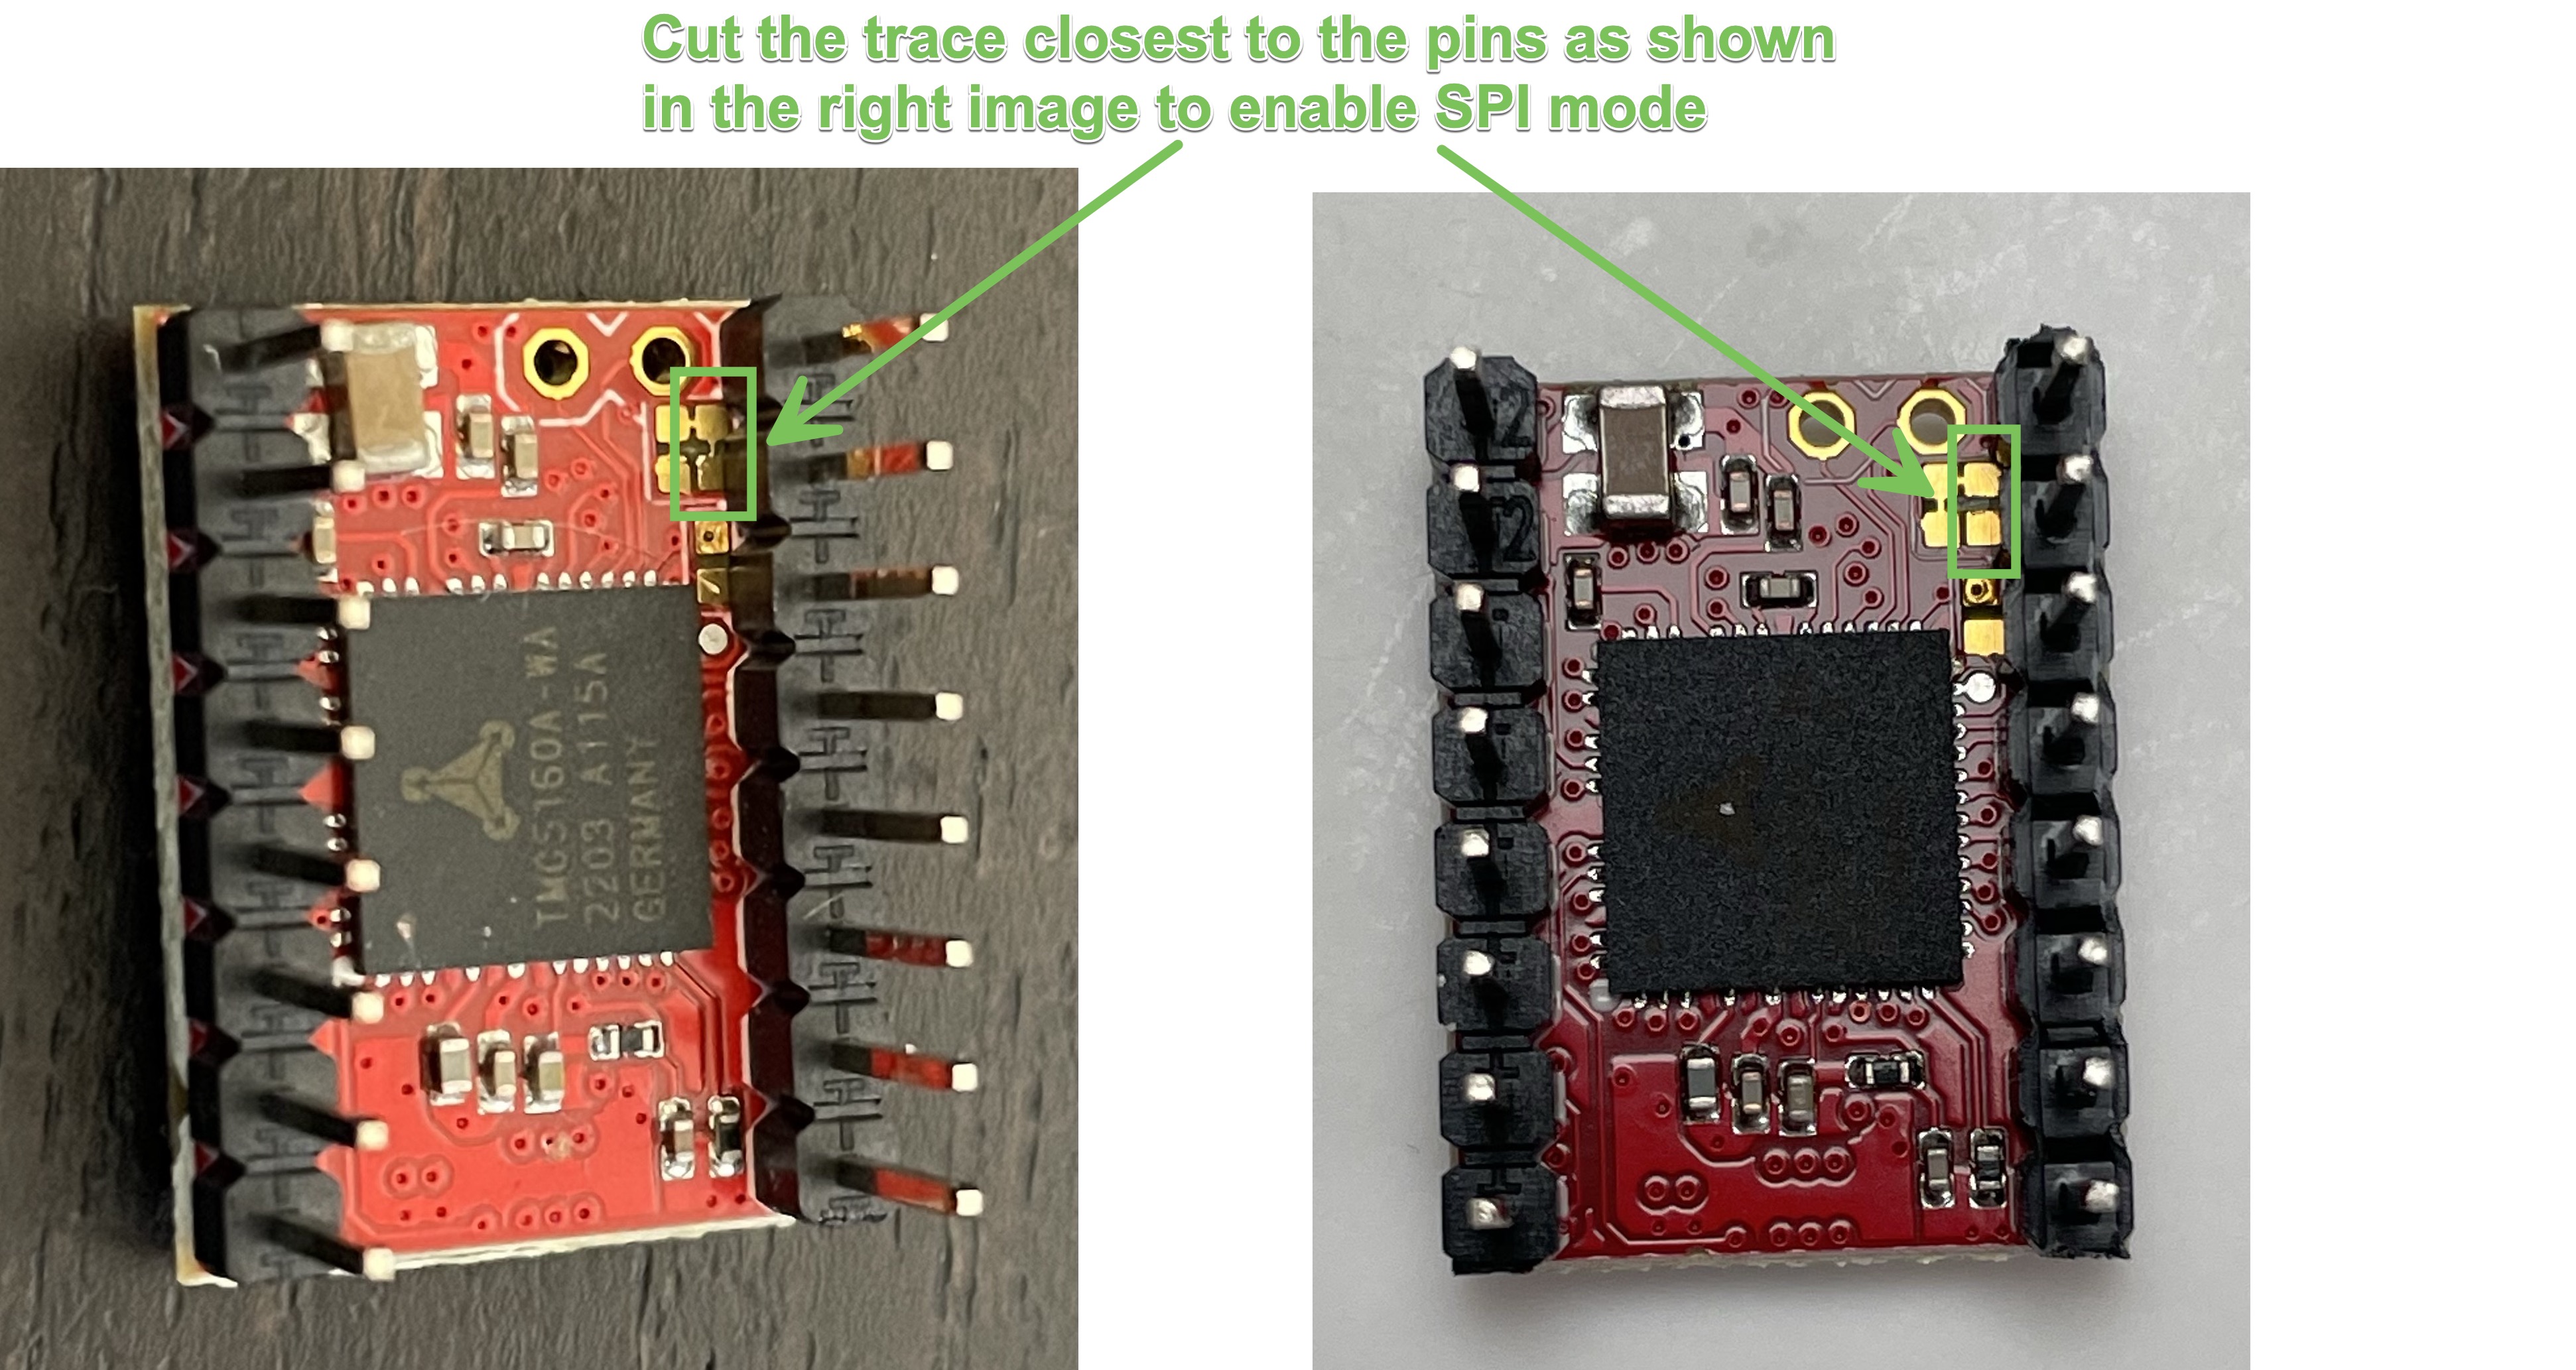 Cut the trace closest to the pins as shown
in the right image to enable SPI mode
TMC5160A-WA
2203 A115A
GERMANY